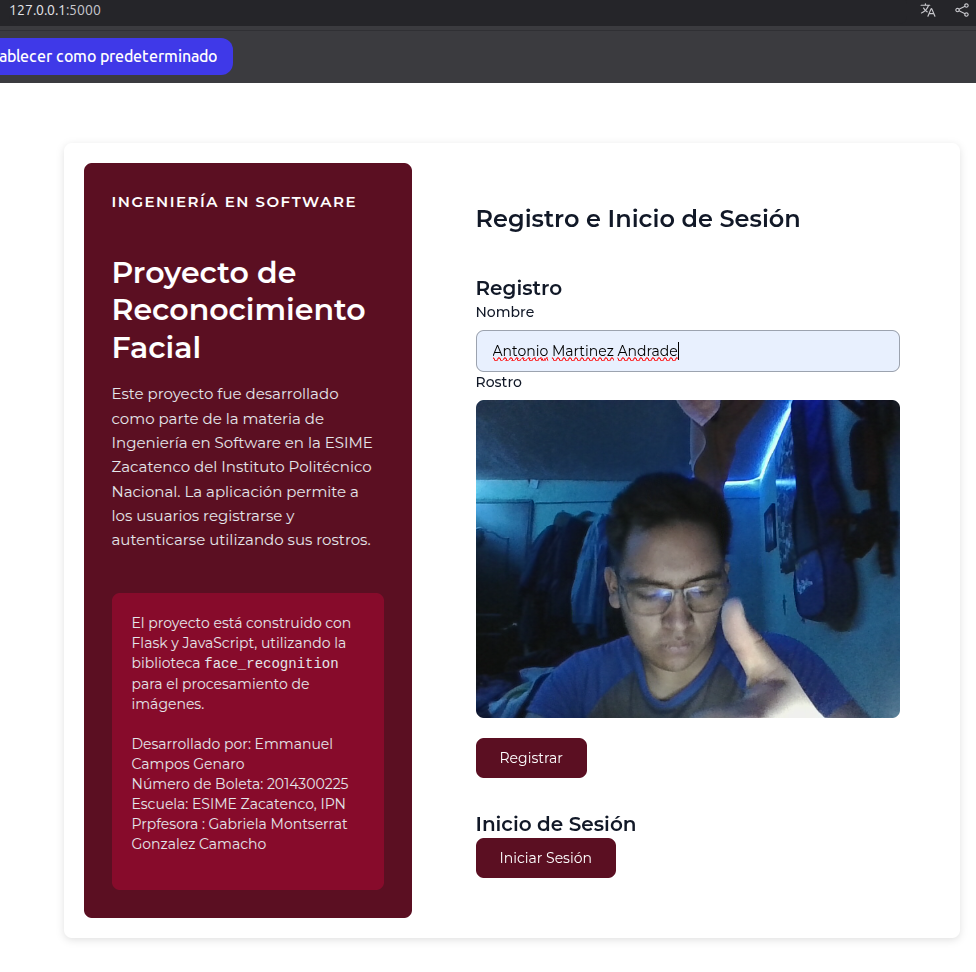 127.0.0.1:5000
ablecer como predeterminado
INGENIERÍA EN SOFTWARE
Proyecto de
Reconocimiento
Facial
Este proyecto fue desarrollado
como parte de la materia de
Ingeniería en Software en la ESIME
Zacatenco del Instituto Politécnico
Nacional. La aplicación permite a
los usuarios registrarse y
autenticarse utilizando sus rostros.
El proyecto está construido con
Flask y JavaScript, utilizando la
biblioteca face_recognition
para el procesamiento de
imágenes.
Desarrollado por: Emmanuel
Campos Genaro
Número de Boleta: 2014300225
Escuela: ESIME Zacatenco, IPN
Prpfesora : Gabriela Montserrat
Gonzalez Camacho
Registro e Inicio de Sesión
Registro
Nombre
Antonio Martinez Andrade
Rostro
Registrar
Inicio de Sesión
Iniciar Sesión